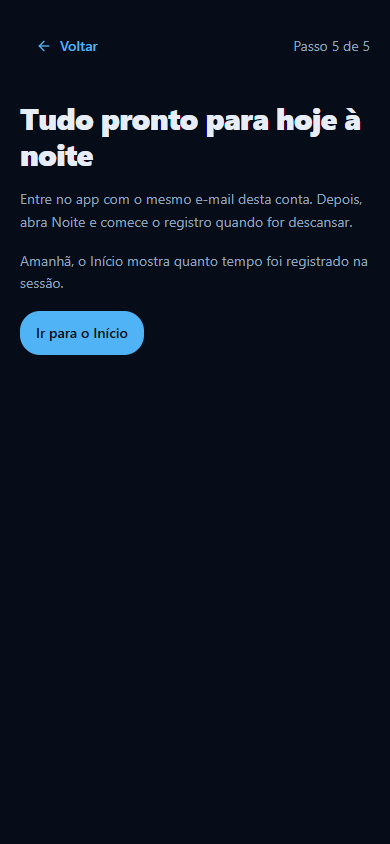 Voltar
Passo 5 de 5
Tudo pronto para hoje à
noite
Entre no app com o mesmo e-mail desta conta. Depois,
abra Noite e comece o registro quando for descansar.
Amanhã, o Início mostra quanto tempo foi registrado na
sessão.
Ir para o Início